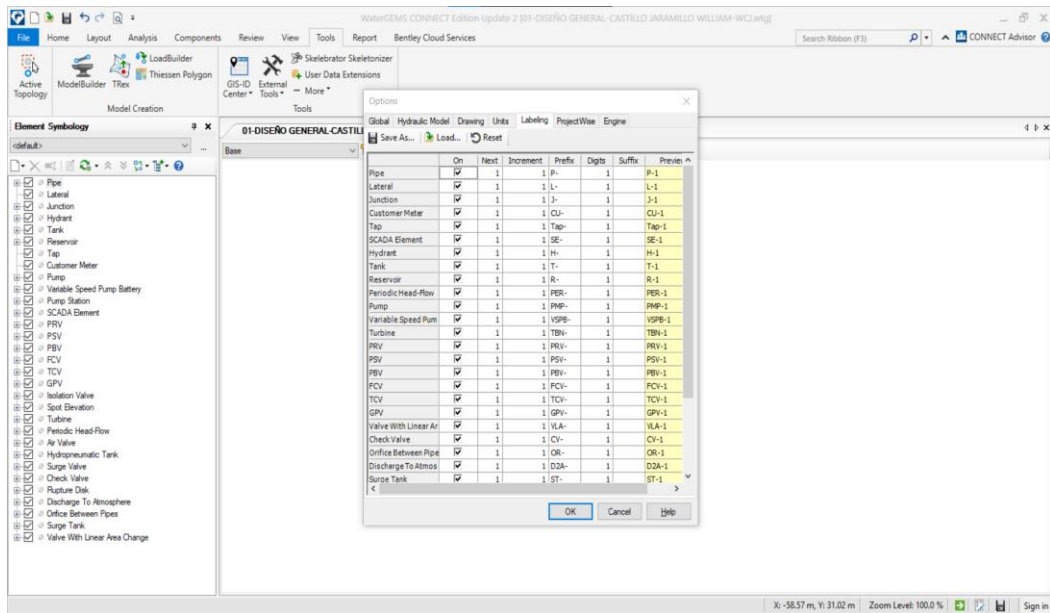 WaterGEMS CONNECT Edition Update 2 [01-DISEÑO GENERAL-CASTILLO JARAMILLO WILLIAM-WCJ.wtg]
File Home Layout Analysis Components Review View Tools Report Bentley Cloud Services Search Ribbon (F3) CONNECT Advisor
Active Topology ModelBuilder TRex LoadBuilder Thiessen Polygon
Model Creation
GIS-ID Center External Tools Skelebrator Skeletonizer User Data Extensions More
Tools
Element Symbology
<default>
Pipe
Lateral
Junction
Hydrant
Tank
Reservoir
Tap
Customer Meter
Pump
Variable Speed Pump Battery
Pump Station
SCADA Element
PRV
PSV
PBV
FCV
TCV
GPV
Isolation Valve
Spot Elevation
Turbine
Periodic Head-Flow
Air Valve
Hydropneumatic Tank
Surge Valve
Check Valve
Rupture Disk
Discharge To Atmosphere
Orifice Between Pipes
Surge Tank
Valve With Linear Area Change
01-DISEÑO GENERAL-CASTILL
Base
Options
Global Hydraulic Model Drawing Units Labeling ProjectWise Engine
Save As... Load... Reset
On Next Increment Prefix Digits Suffix Previe
Pipe 1 1 P- 1 P-1
Lateral 1 1 L- 1 L-1
Junction 1 1 J- 1 J-1
Customer Meter 1 1 CU- 1 CU-1
Tap 1 1 Tap- 1 Tap-1
SCADA Element 1 1 SE- 1 SE-1
Hydrant 1 1 H- 1 H-1
Tank 1 1 T- 1 T-1
Reservoir 1 1 R- 1 R-1
Periodic Head-Flow 1 1 PER- 1 PER-1
Pump 1 1 PMP- 1 PMP-1
Variable Speed Pum 1 1 VSPB- 1 VSPB-1
Turbine 1 1 TBN- 1 TBN-1
PRV 1 1 PRV- 1 PRV-1
PSV 1 1 PSV- 1 PSV-1
PBV 1 1 PBV- 1 PBV-1
FCV 1 1 FCV- 1 FCV-1
TCV 1 1 TCV- 1 TCV-1
GPV 1 1 GPV- 1 GPV-1
Valve With Linear Ar 1 1 VLA- 1 VLA-1
Check Valve 1 1 CV- 1 CV-1
Orifice Between Pipe 1 1 OR- 1 OR-1
Discharge To Atmos 1 1 D2A- 1 D2A-1
Surge Tank 1 1 ST- 1 ST-1
OK Cancel Help
X: -58.57 m, Y: 31.02 m Zoom Level: 100.0 % Sign in